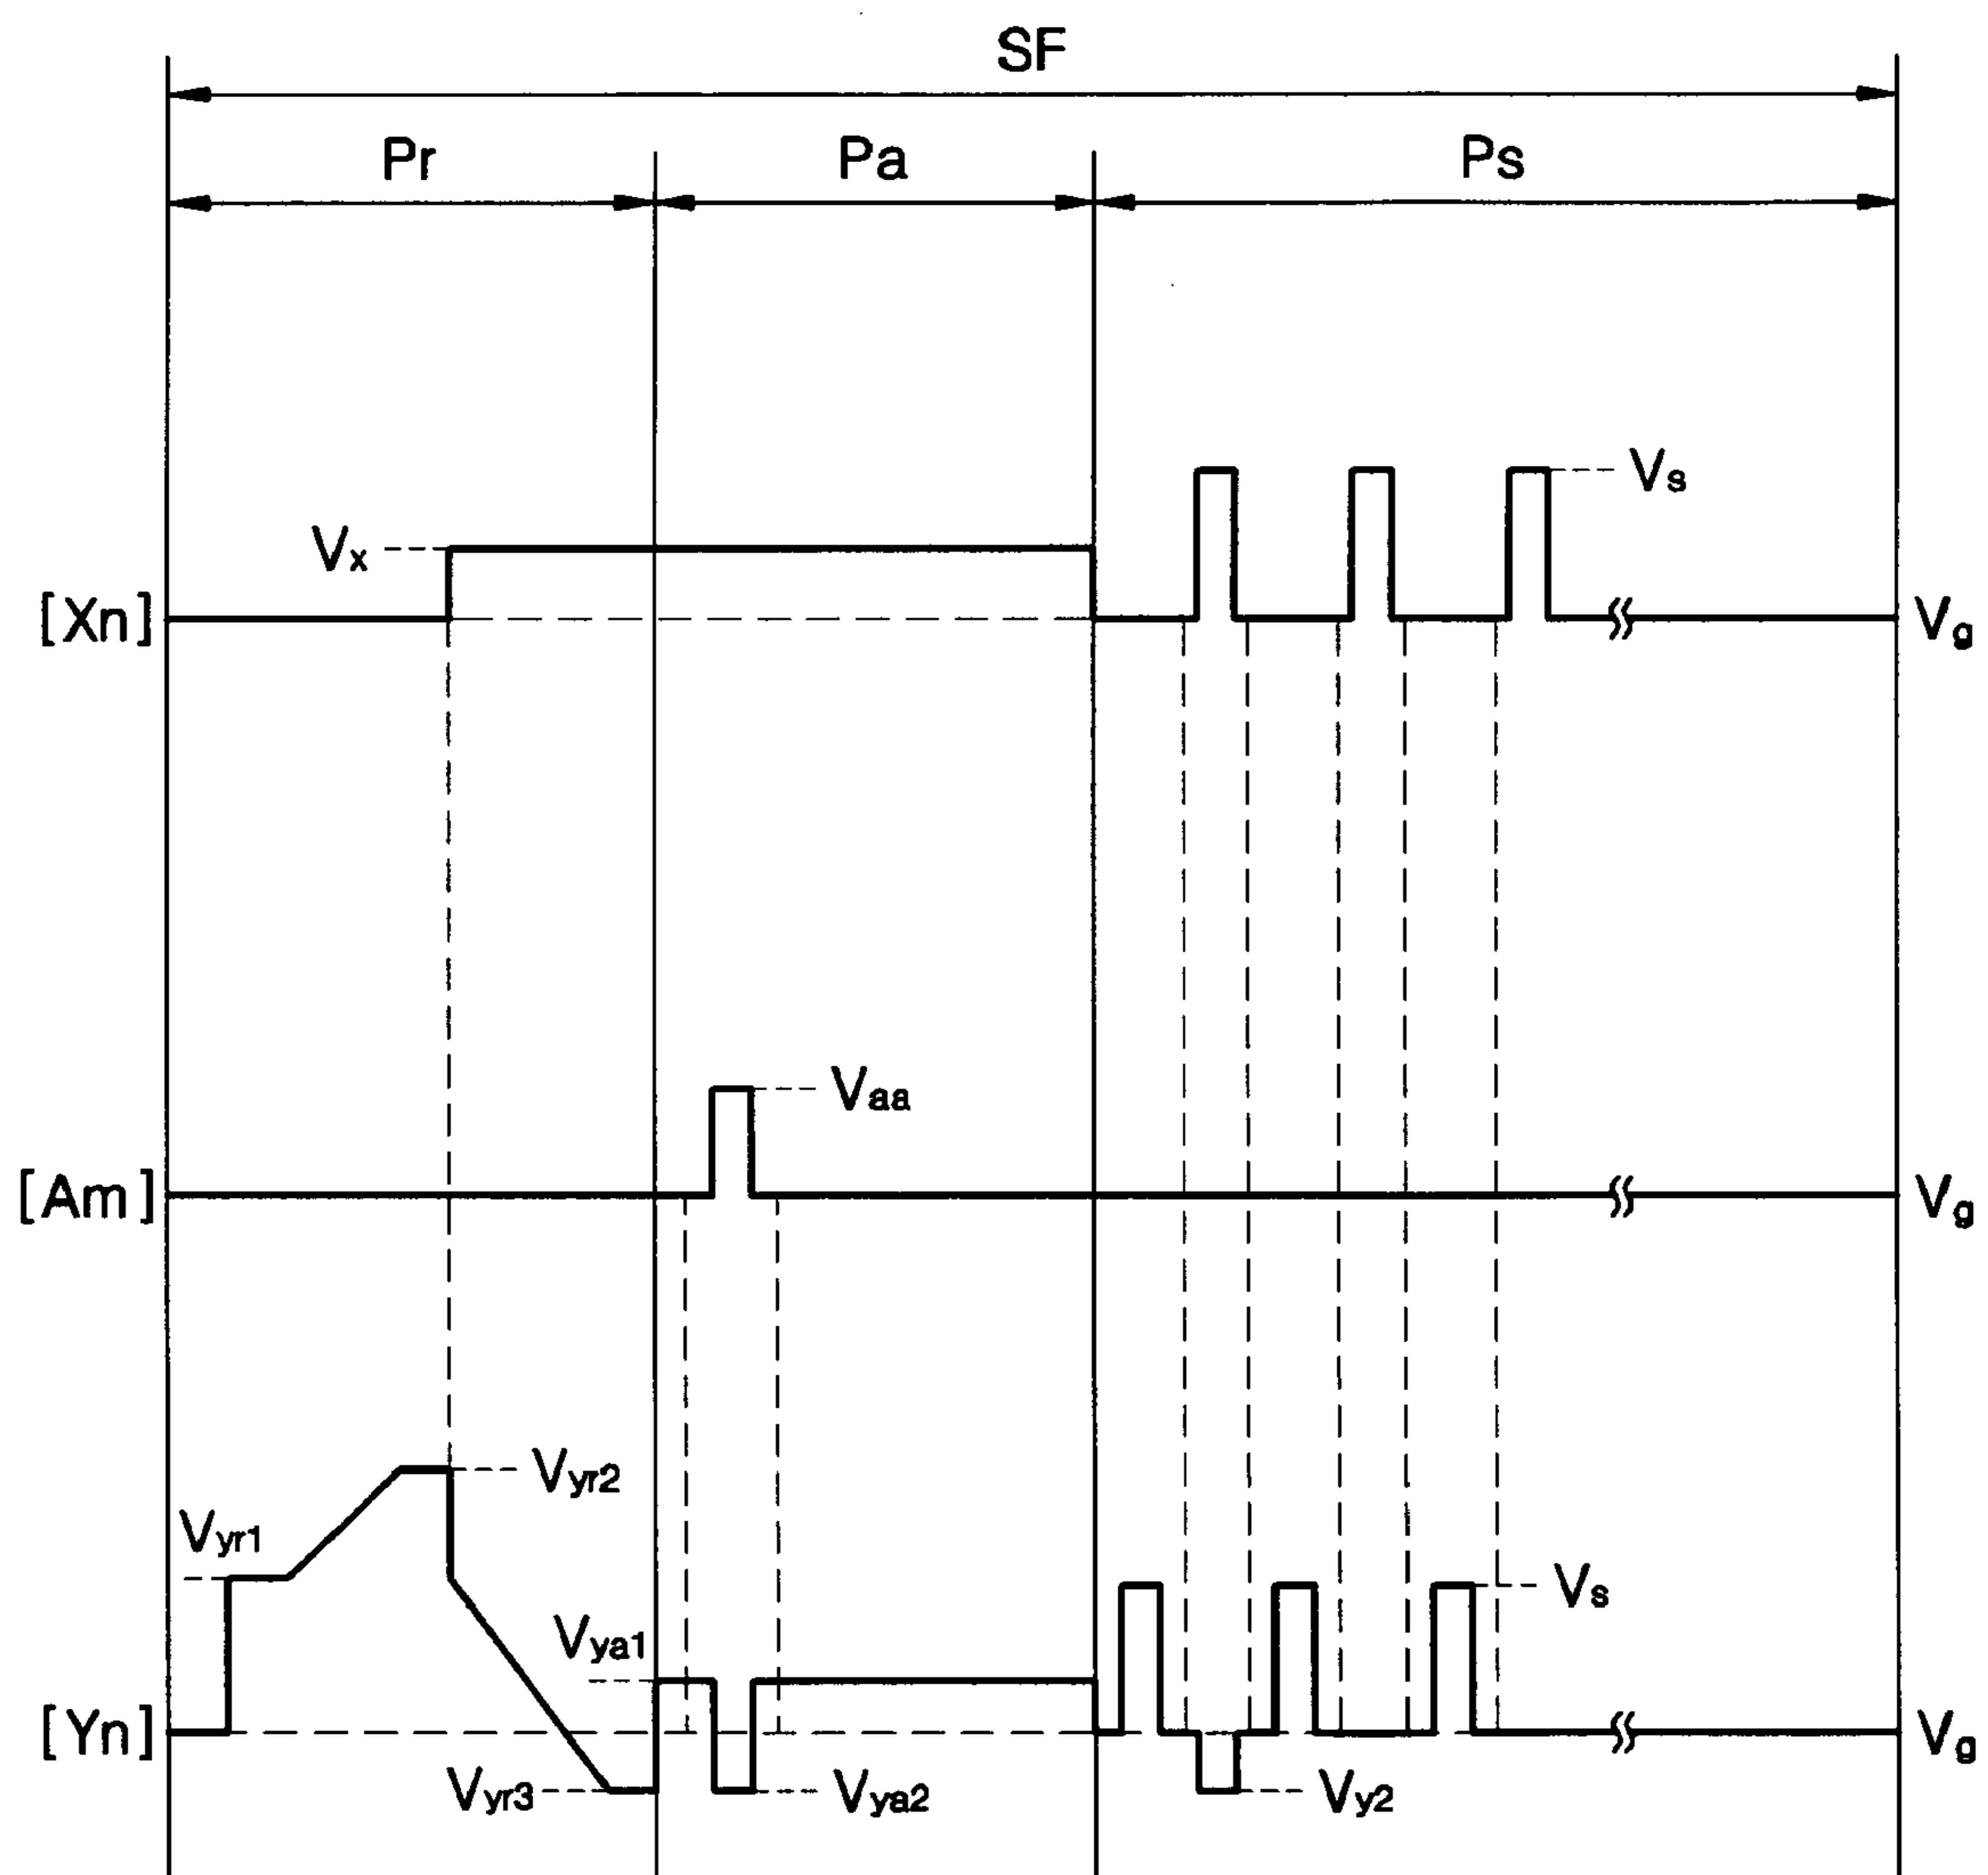 SF
Pr Pa Ps
Vs
Vx
[Xn] Vg
Vaa
[Am] Vg
Vyr2
Vyr1
Vs
Vya1
[Yn] Vg
Vyr3 Vya2 Vy2